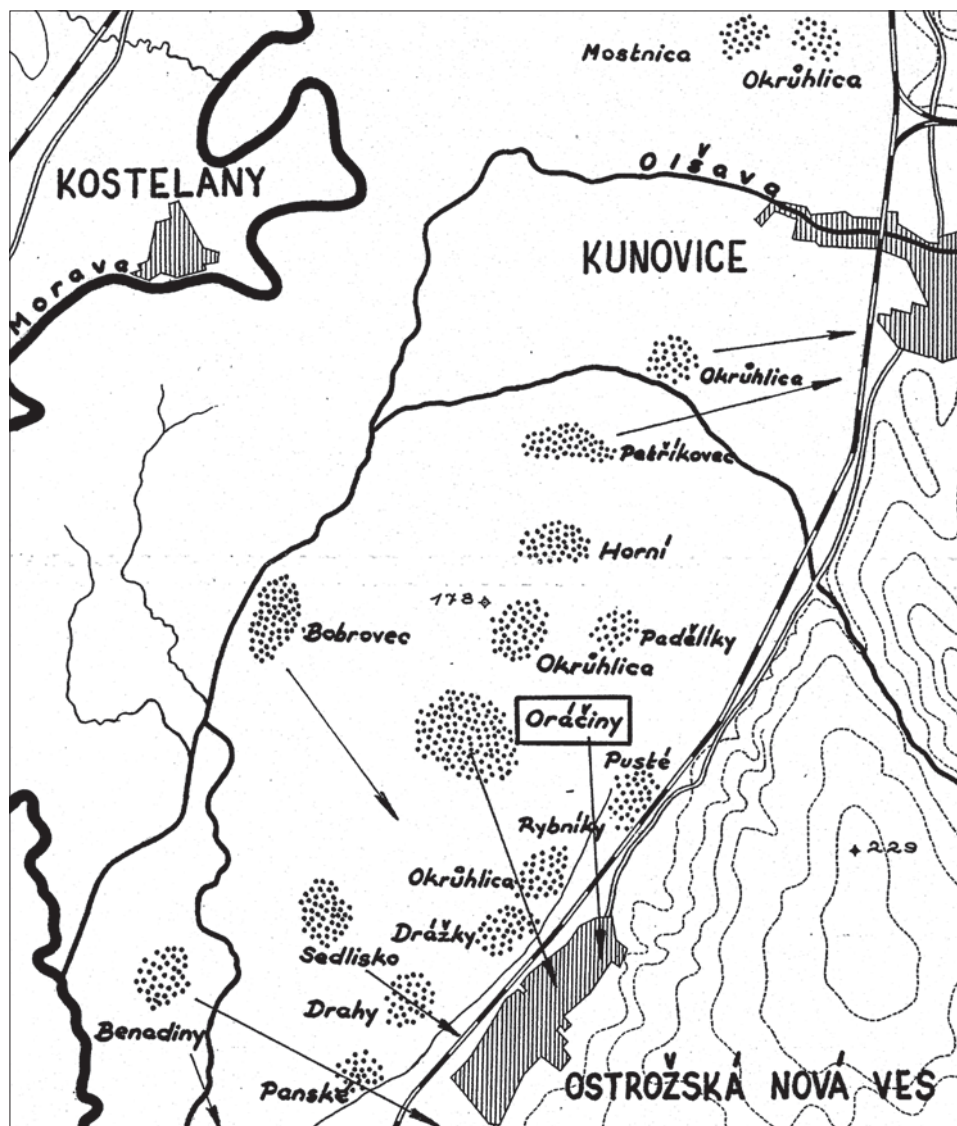 Mostnica
Okrůhlica
Olšava
KOSTELANY
KUNOVICE
Morava
Okrůhlica
Petříkovec
Horní
178
Bobrovec
Padělíky
Okrůhlica
Oráčiny
Pusté
Rybníky
229
Okrůhlica
Drážky
Sedlisko
Drahy
Benadiny
Panské
OSTROŽSKÁ NOVÁ VES